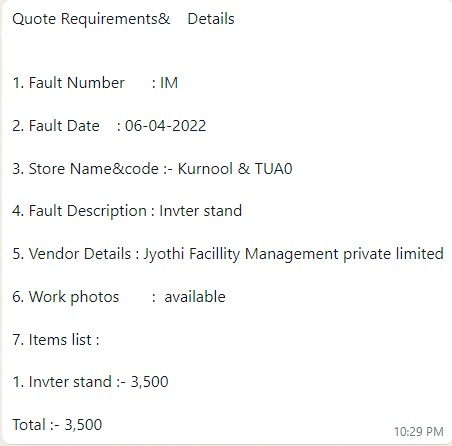 Quote Requirements& Details
1. Fault Number : IM
2. Fault Date : 06-04-2022
3. Store Name&code :- Kurnool & TUA0
4. Fault Description : Invter stand
5. Vendor Details : Jyothi Facillity Management private limited
6. Work photos : available
7. Items list :
1. Invter stand :- 3,500
Total :- 3,500
10:29 PM